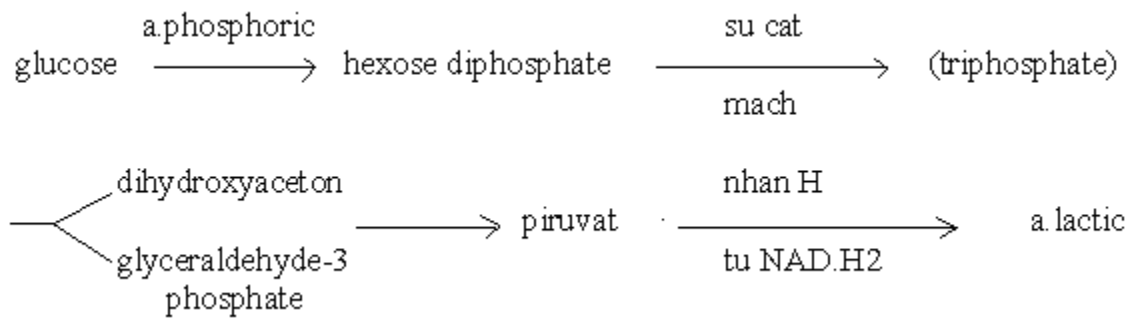 a.phosphoric
su cat
glucose
hexose diphosphate
(triphosphate)
mach
dihydroxyaceton
nhan H
piruvat
a.lactic
glyceraldehyde-3
tu NAD.H2
phosphate